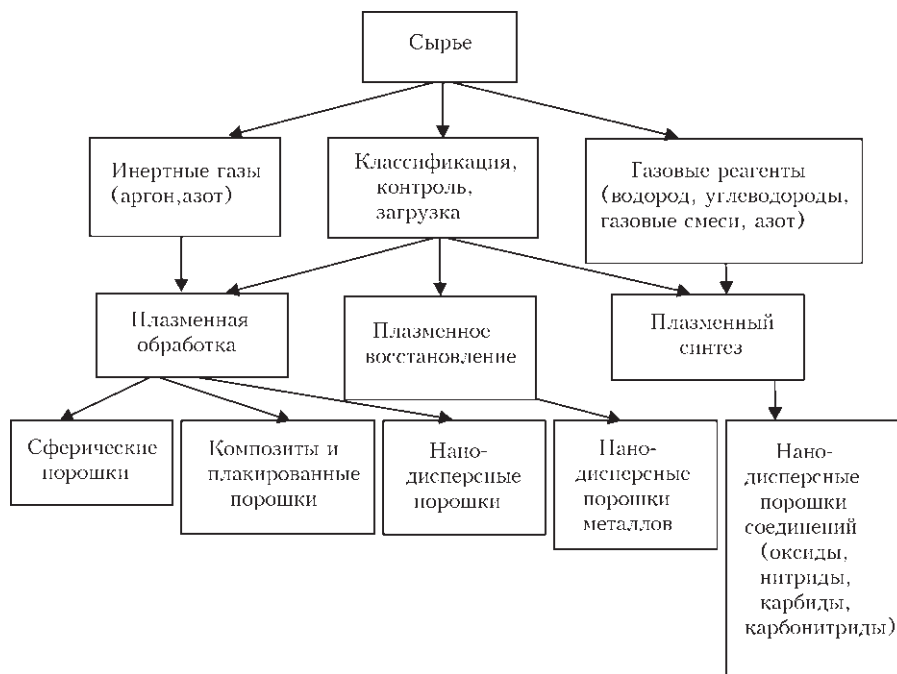 Сырье
Инертные газы
(аргон,азот)
Классификация,
контроль,
загрузка
Газовые реагенты
(водород, углеводороды,
газовые смеси, азот)
Плазменная
обработка
Плазменное
восстановление
Плазменный
синтез
Сферические
порошки
Композиты и
плакированные
порошки
Нано-
дисперсные
порошки
Нано-
дисперсные
порошки
металлов
Нано-
дисперсные
порошки
соединений
(оксиды,
нитриды,
карбиды,
карбонитриды)